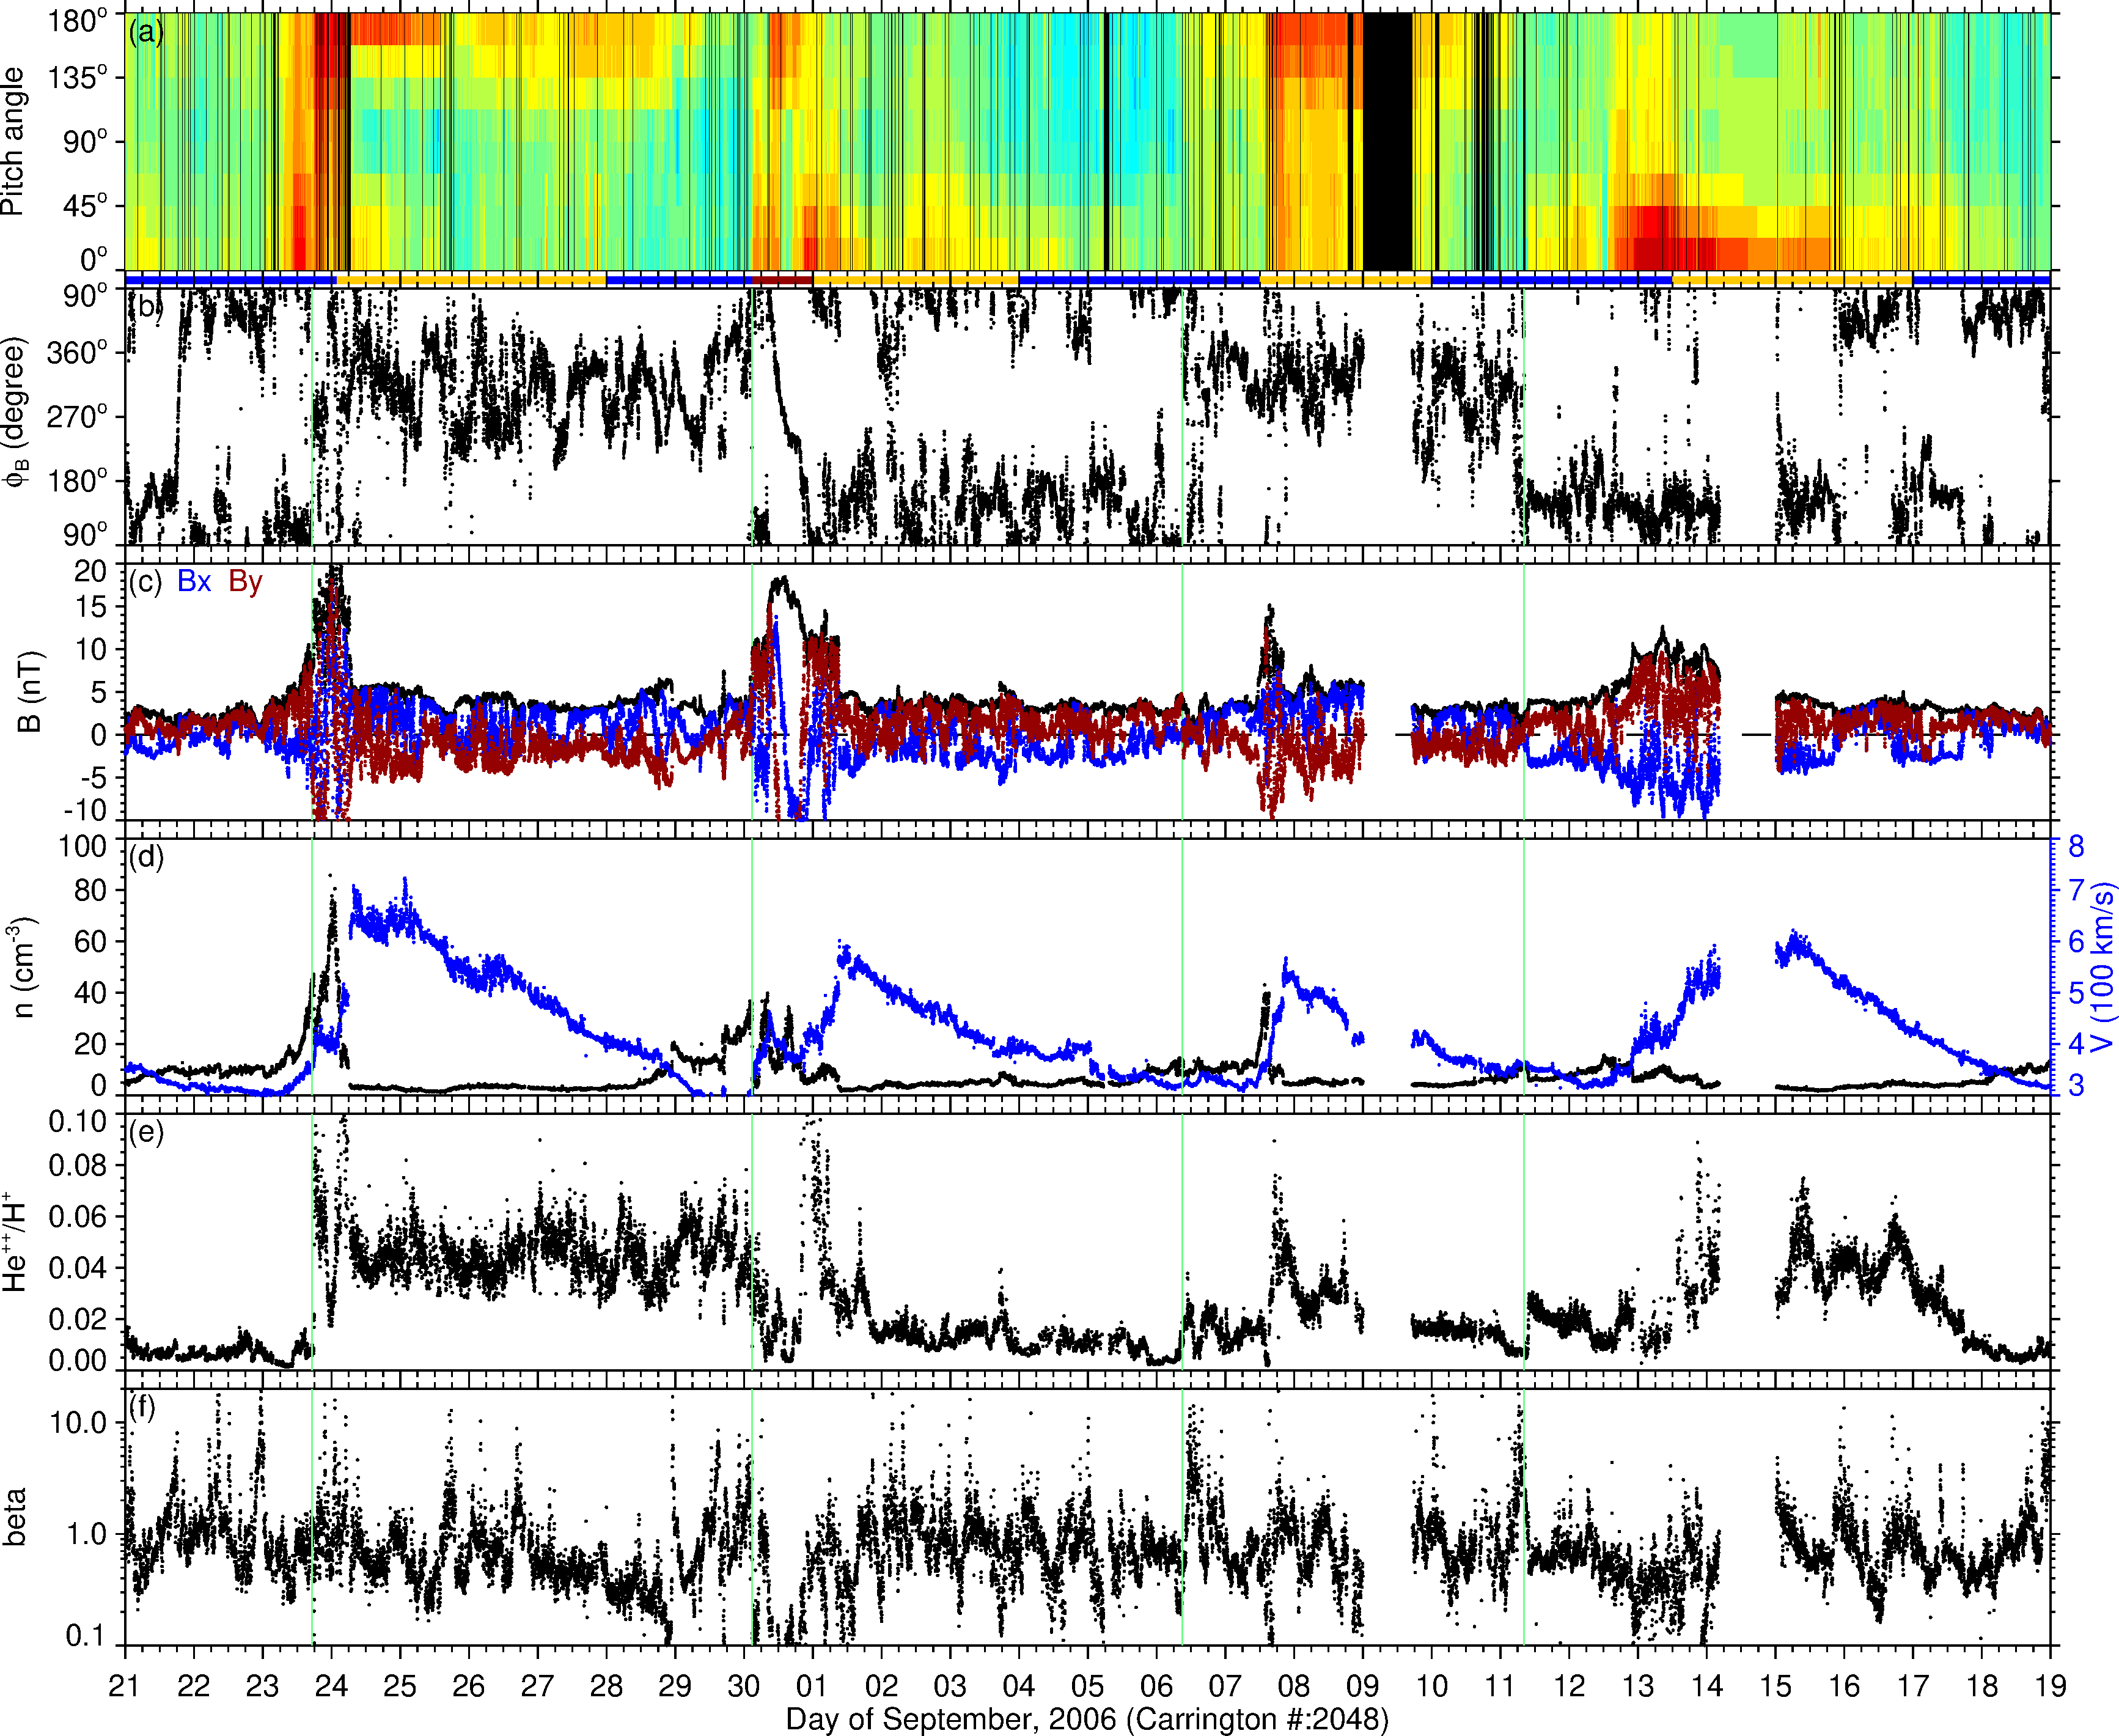 (a)
180°
135°
90°
45°
0°
Pitch angle
(b)
90°
360°
270°
180°
90°
ϕB (degree)
(c) Bx By
20
15
10
5
0
-5
-10
B (nT)
(d)
100
80
60
40
20
0
n (cm-3)
8
7
6
5
4
3
V (100 km/s)
(e)
0.10
0.08
0.06
0.04
0.02
0.00
He++/H+
(f)
10.0
1.0
0.1
beta
21 22 23 24 25 26 27 28 29 30 01 02 03 04 05 06 07 08 09 10 11 12 13 14 15 16 17 18 19
Day of September, 2006 (Carrington #:2048)